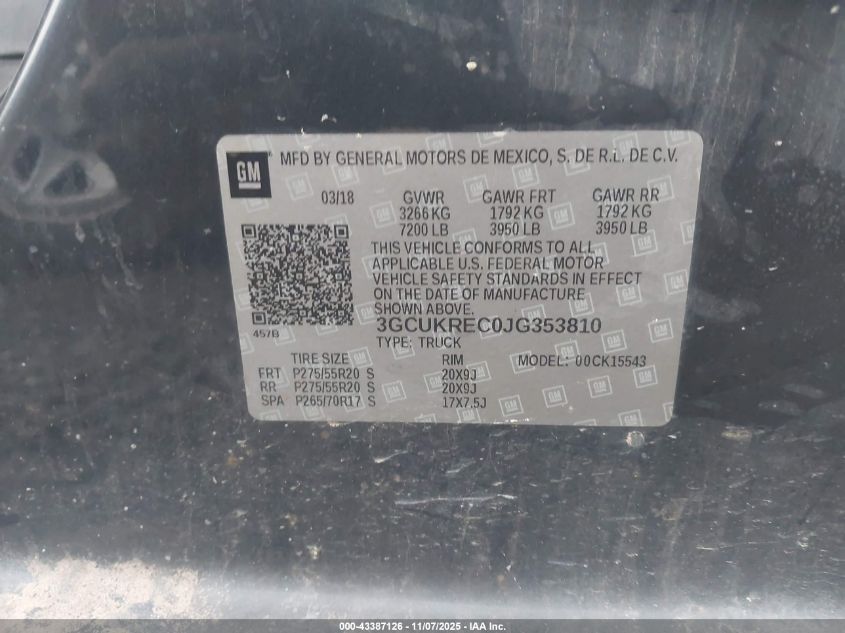 GM
MFD BY GENERAL MOTORS DE MEXICO, S. DE R.L. DE C.V.
03/18 GVWR GAWR FRT GAWR RR
3266 KG 1792 KG 1792 KG
7200 LB 3950 LB 3950 LB
THIS VEHICLE CONFORMS TO ALL
APPLICABLE U.S. FEDERAL MOTOR
VEHICLE SAFETY STANDARDS IN EFFECT
ON THE DATE OF MANUFACTURE
SHOWN ABOVE.
457B
3GCUKREC0JG353810
TYPE: TRUCK
TIRE SIZE RIM MODEL: 00CK15543
FRT P275/55R20 S 20X9J
RR P275/55R20 S 20X9J
SPA P265/70R17 S 17X7.5J
000-43387126 - 11/07/2025 - IAA Inc.